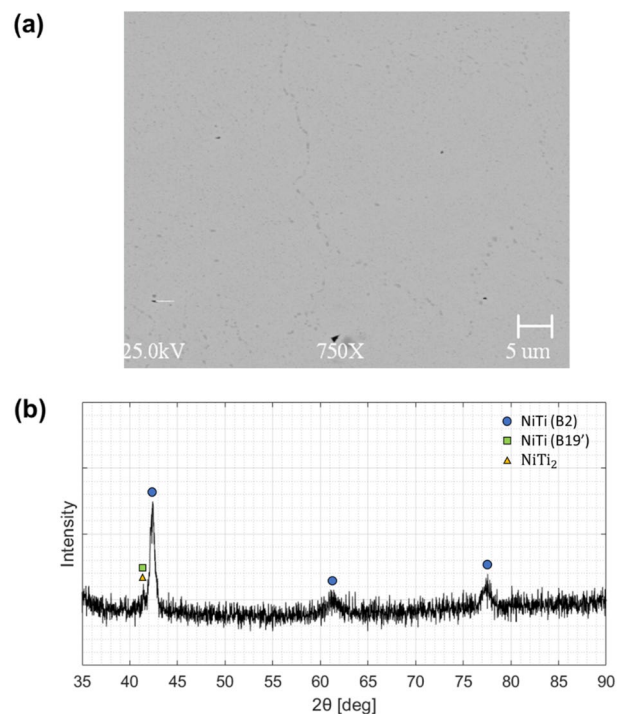 (a)
25.0kV 750X 5 um
(b)
NiTi (B2)
NiTi (B19′)
NiTi₂
Intensity
35 40 45 50 55 60 65 70 75 80 85 90
2θ [deg]